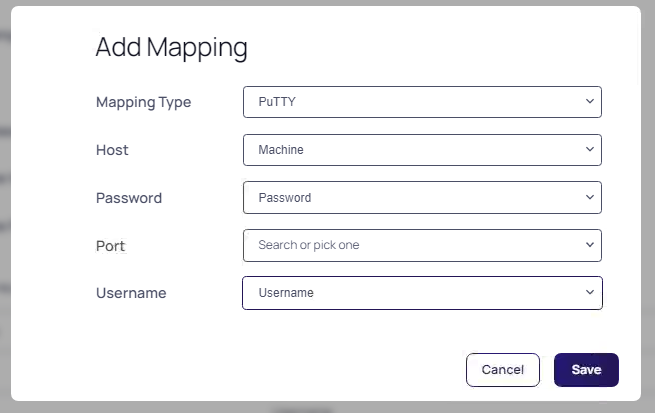 Add Mapping
Mapping Type PuTTY
Host Machine
Password Password
Port Search or pick one
Username Username
Cancel Save